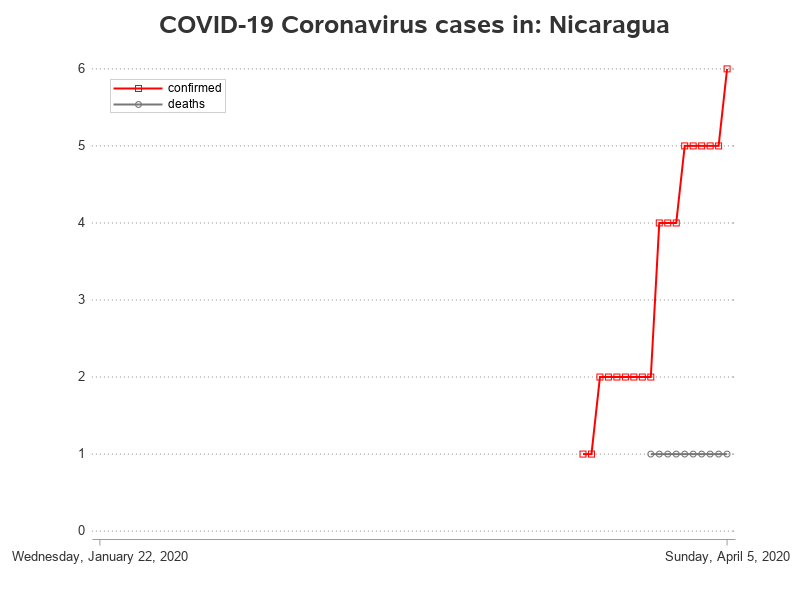 COVID-19 Coronavirus cases in: Nicaragua
6
confirmed
deaths
5
4
3
2
1
0
Wednesday, January 22, 2020
Sunday, April 5, 2020